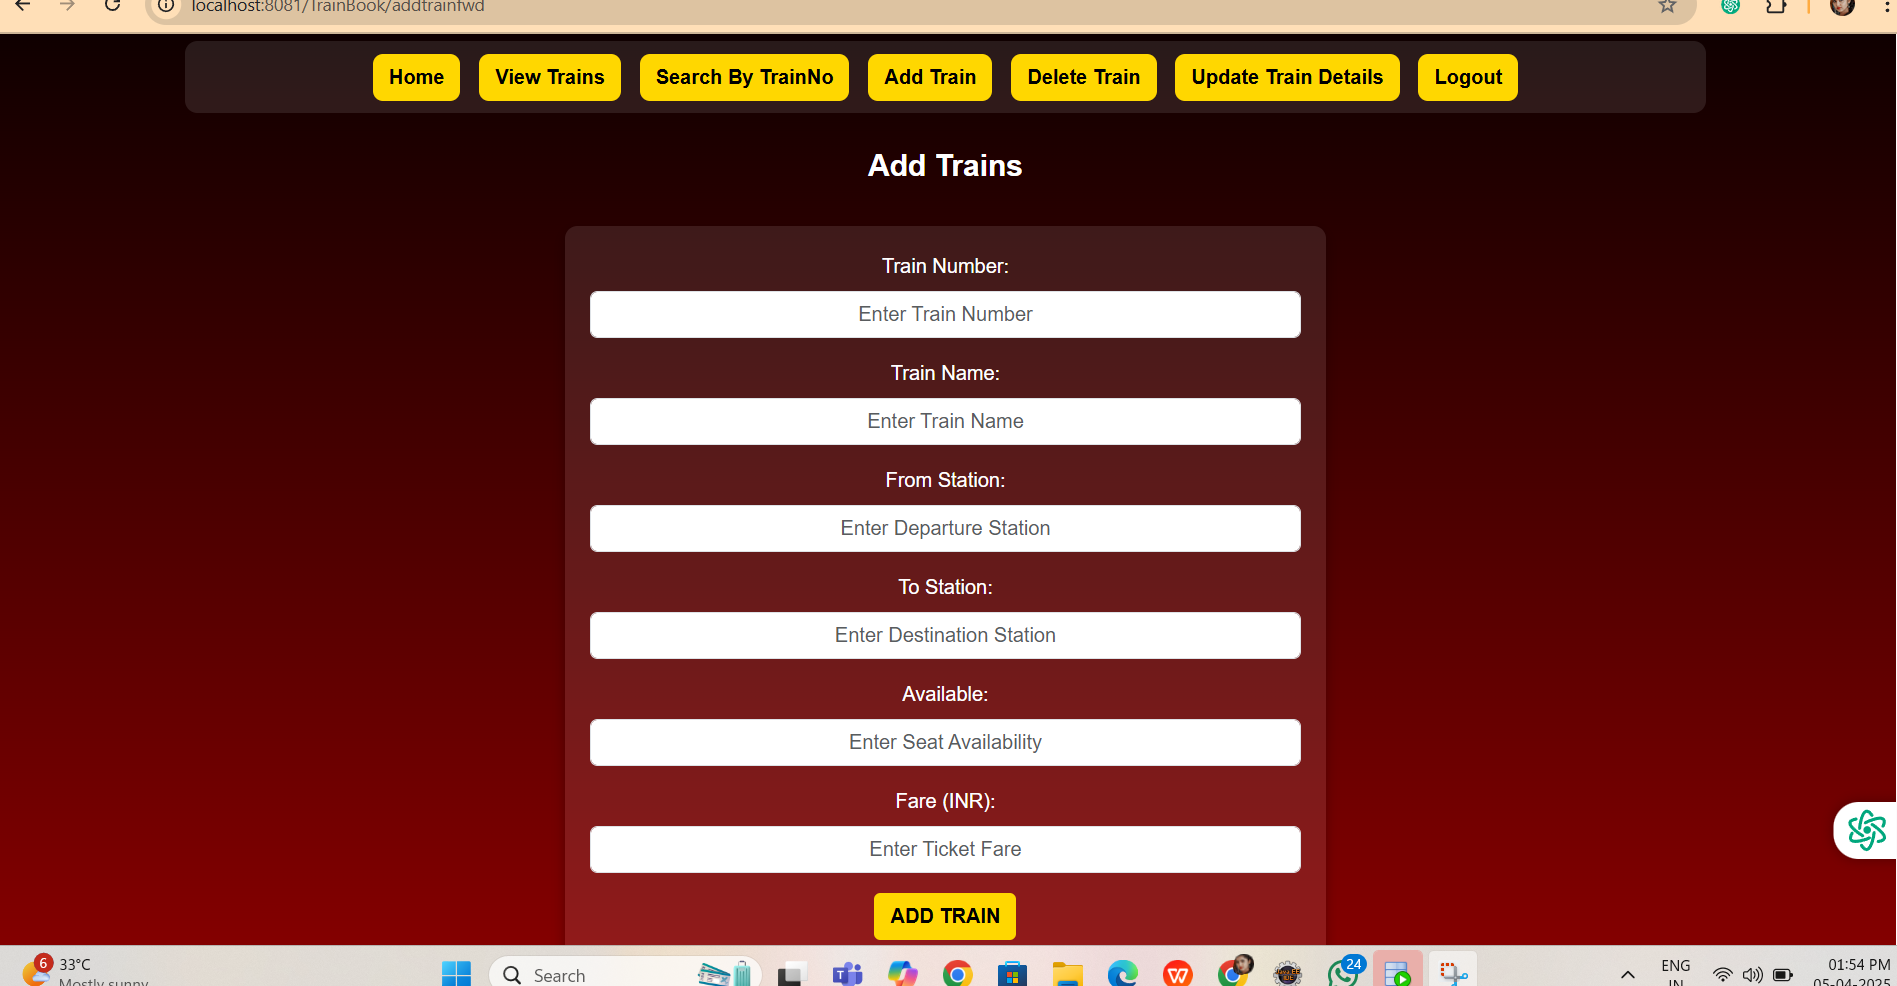 localhost:8081/TrainBook/addtrainfwd
Home View Trains Search By TrainNo Add Train Delete Train Update Train Details Logout
Add Trains
Train Number:
Enter Train Number
Train Name:
Enter Train Name
From Station:
Enter Departure Station
To Station:
Enter Destination Station
Available:
Enter Seat Availability
Fare (INR):
Enter Ticket Fare
ADD TRAIN
6 33°C
Mostly sunny
Search
T
W
24
ENG
IN
01:54 PM
05-04-2025